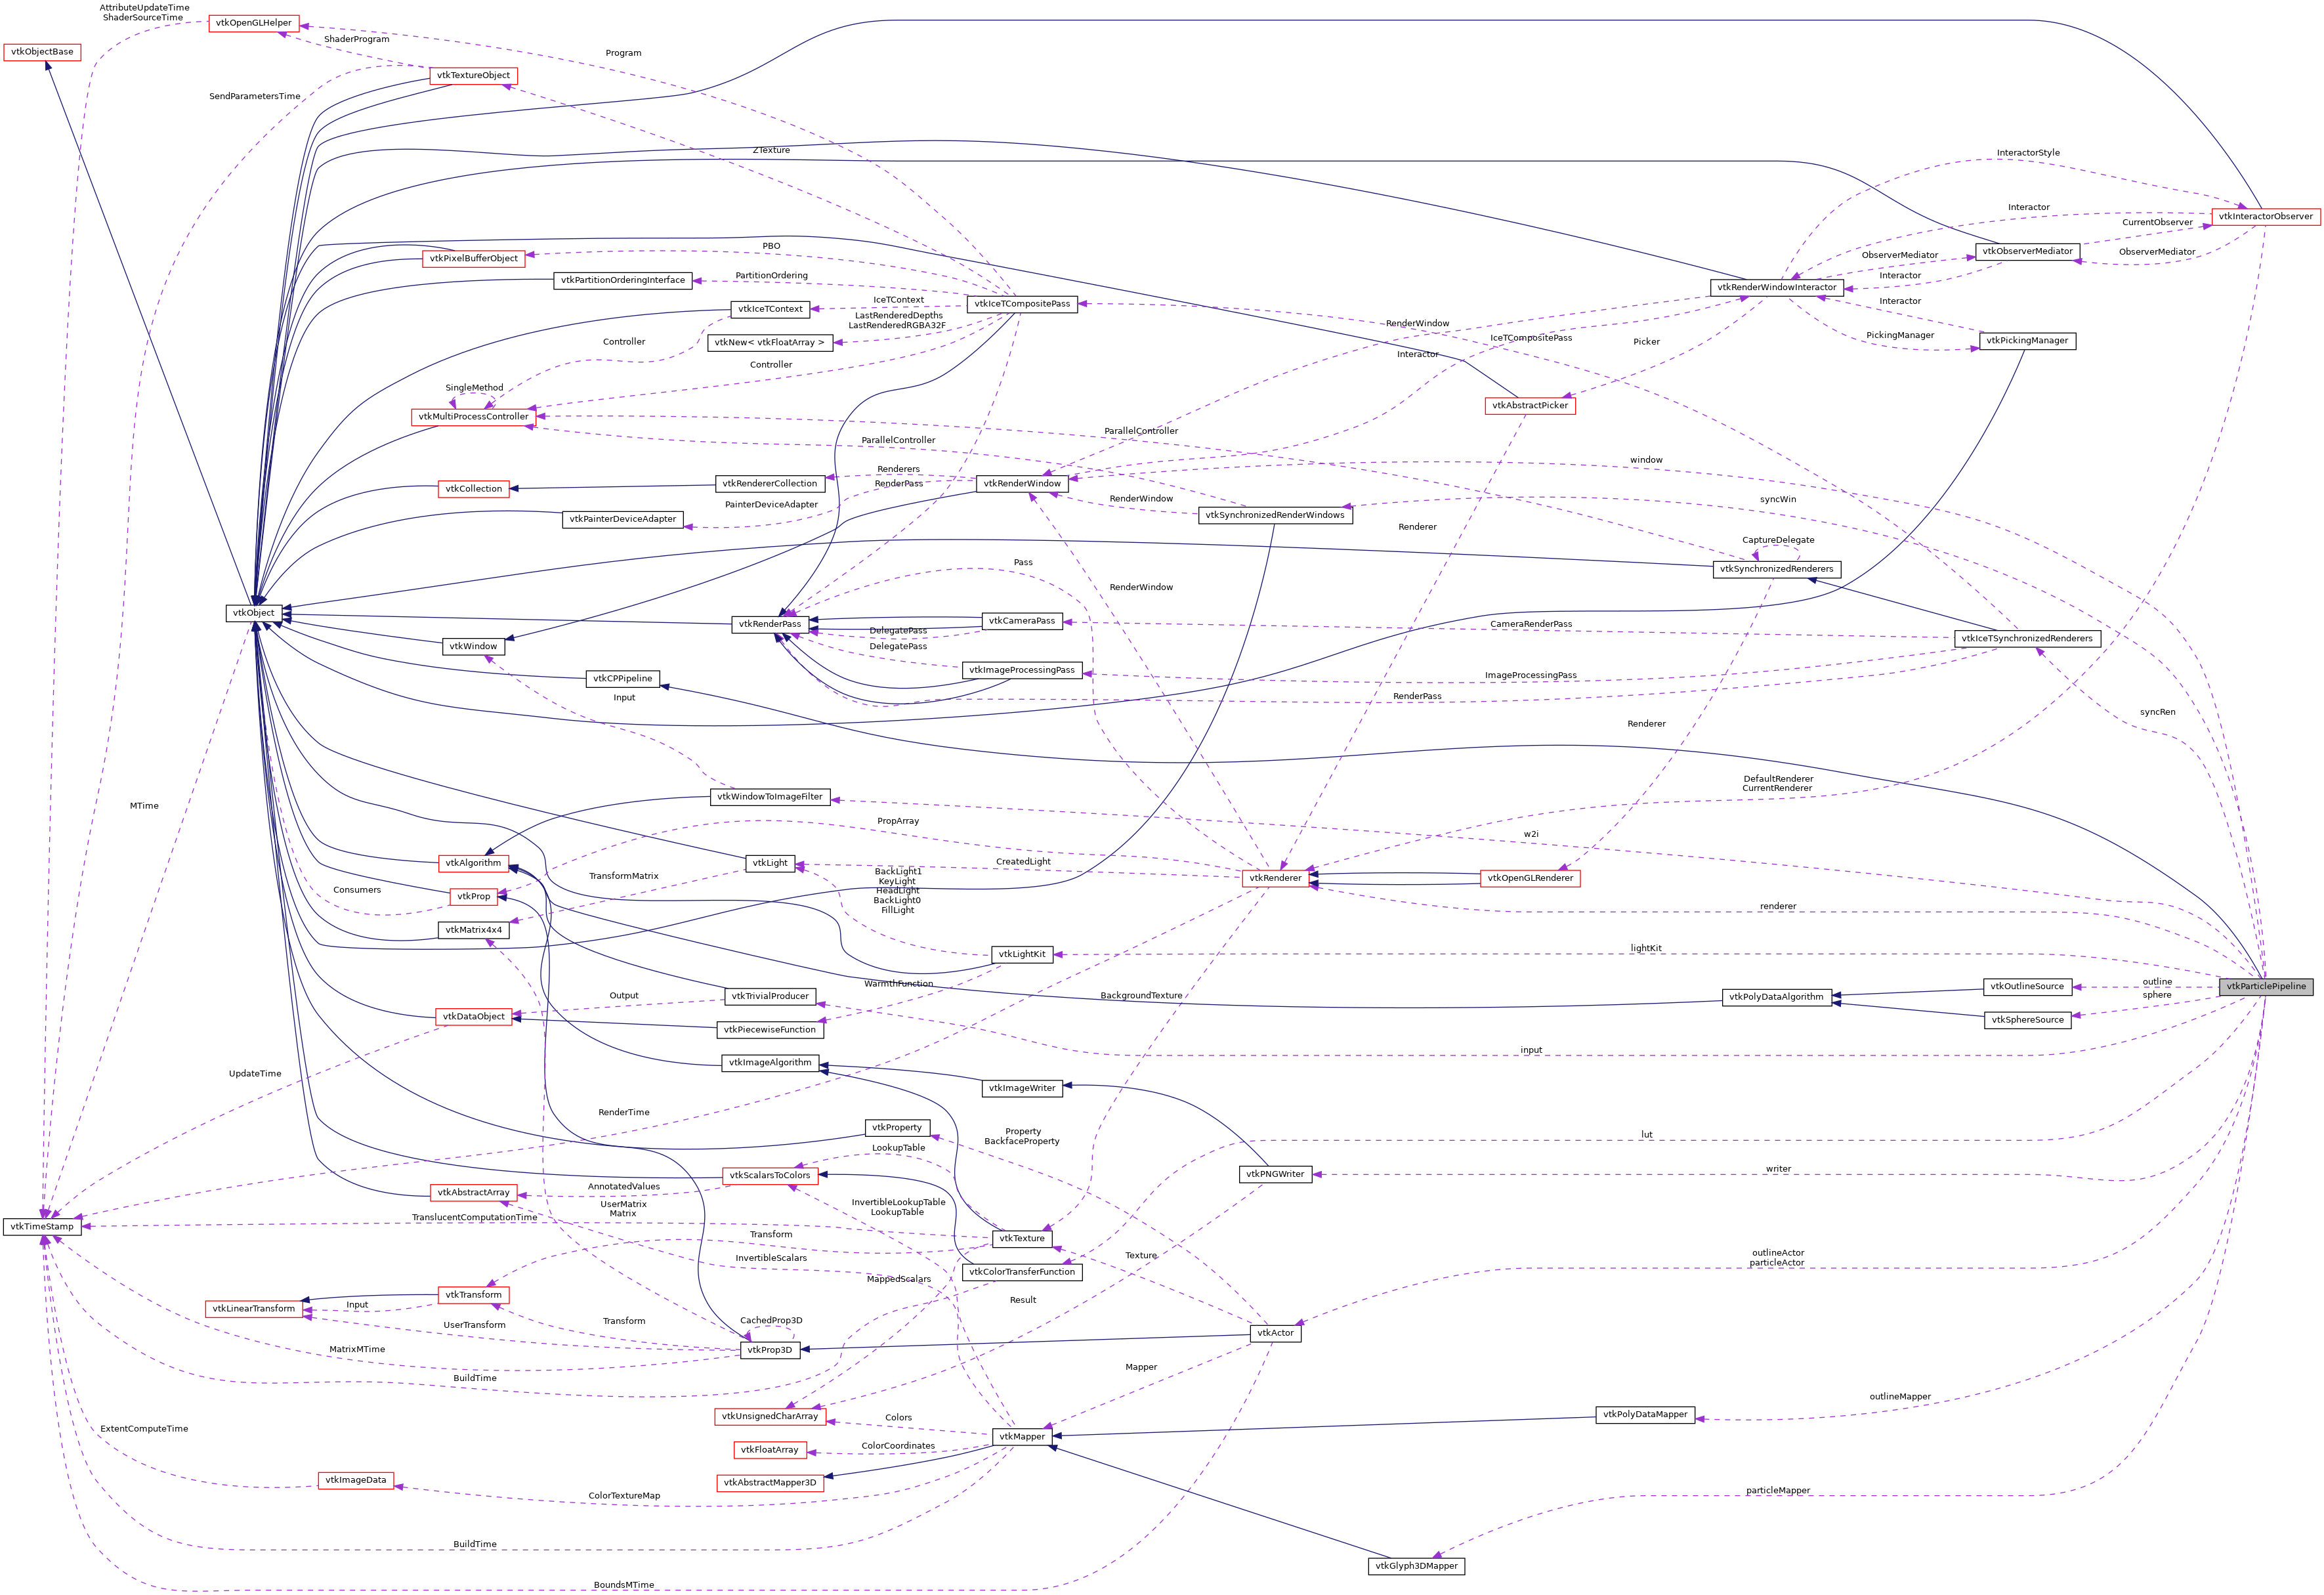 AttributeUpdateTime
ShaderSourceTime
vtkOpenGLHelper
ShaderProgram
Program
vtkObjectBase
vtkTextureObject
SendParametersTime
ZTexture
InteractorStyle
Interactor
vtkInteractorObserver
CurrentObserver
PBO
vtkPixelBufferObject
vtkObserverMediator
ObserverMediator
ObserverMediator
PartitionOrdering
vtkPartitionOrderingInterface
Interactor
vtkRenderWindowInteractor
IceTContext
vtkIceTCompositePass
Interactor
vtkIceTContext
LastRenderedDepths
LastRenderedRGBA32F
RenderWindow
IceTCompositePass
Picker
PickingManager
vtkPickingManager
Controller
vtkNew< vtkFloatArray >
Interactor
Controller
SingleMethod
vtkAbstractPicker
vtkMultiProcessController
ParallelController
ParallelController
window
Renderers
vtkCollection
vtkRendererCollection
RenderPass
vtkRenderWindow
RenderWindow
syncWin
PainterDeviceAdapter
vtkPainterDeviceAdapter
vtkSynchronizedRenderWindows
Renderer
CaptureDelegate
Pass
vtkSynchronizedRenderers
RenderWindow
vtkObject
vtkRenderPass
vtkCameraPass
DelegatePass
CameraRenderPass
vtkIceTSynchronizedRenderers
vtkWindow
DelegatePass
vtkCPPipeline
vtkImageProcessingPass
ImageProcessingPass
Input
RenderPass
syncRen
Renderer
DefaultRenderer
CurrentRenderer
MTime
vtkWindowToImageFilter
PropArray
w2i
vtkAlgorithm
vtkLight
CreatedLight
TransformMatrix
BackLight1
KeyLight
HeadLight
BackLight0
FillLight
vtkRenderer
vtkOpenGLRenderer
Consumers
vtkProp
renderer
vtkMatrix4x4
lightKit
vtkLightKit
WarmthFunction
outline
vtkParticlePipeline
vtkOutlineSource
Output
vtkTrivialProducer
BackgroundTexture
vtkPolyDataAlgorithm
sphere
vtkDataObject
vtkPiecewiseFunction
vtkSphereSource
input
vtkImageAlgorithm
UpdateTime
vtkImageWriter
RenderTime
vtkProperty
Property
BackfaceProperty
lut
LookupTable
writer
vtkScalarsToColors
vtkPNGWriter
AnnotatedValues
vtkAbstractArray
UserMatrix
Matrix
InvertibleLookupTable
LookupTable
TranslucentComputationTime
vtkTimeStamp
Transform
vtkTexture
InvertibleScalars
Texture
outlineActor
particleActor
vtkColorTransferFunction
MappedScalars
vtkTransform
Result
vtkLinearTransform
Input
UserTransform
Transform
CachedProp3D
vtkActor
MatrixMTime
vtkProp3D
Mapper
BuildTime
outlineMapper
vtkUnsignedCharArray
Colors
vtkPolyDataMapper
ExtentComputeTime
vtkMapper
vtkFloatArray
ColorCoordinates
vtkImageData
vtkAbstractMapper3D
ColorTextureMap
particleMapper
BuildTime
vtkGlyph3DMapper
BoundsMTime